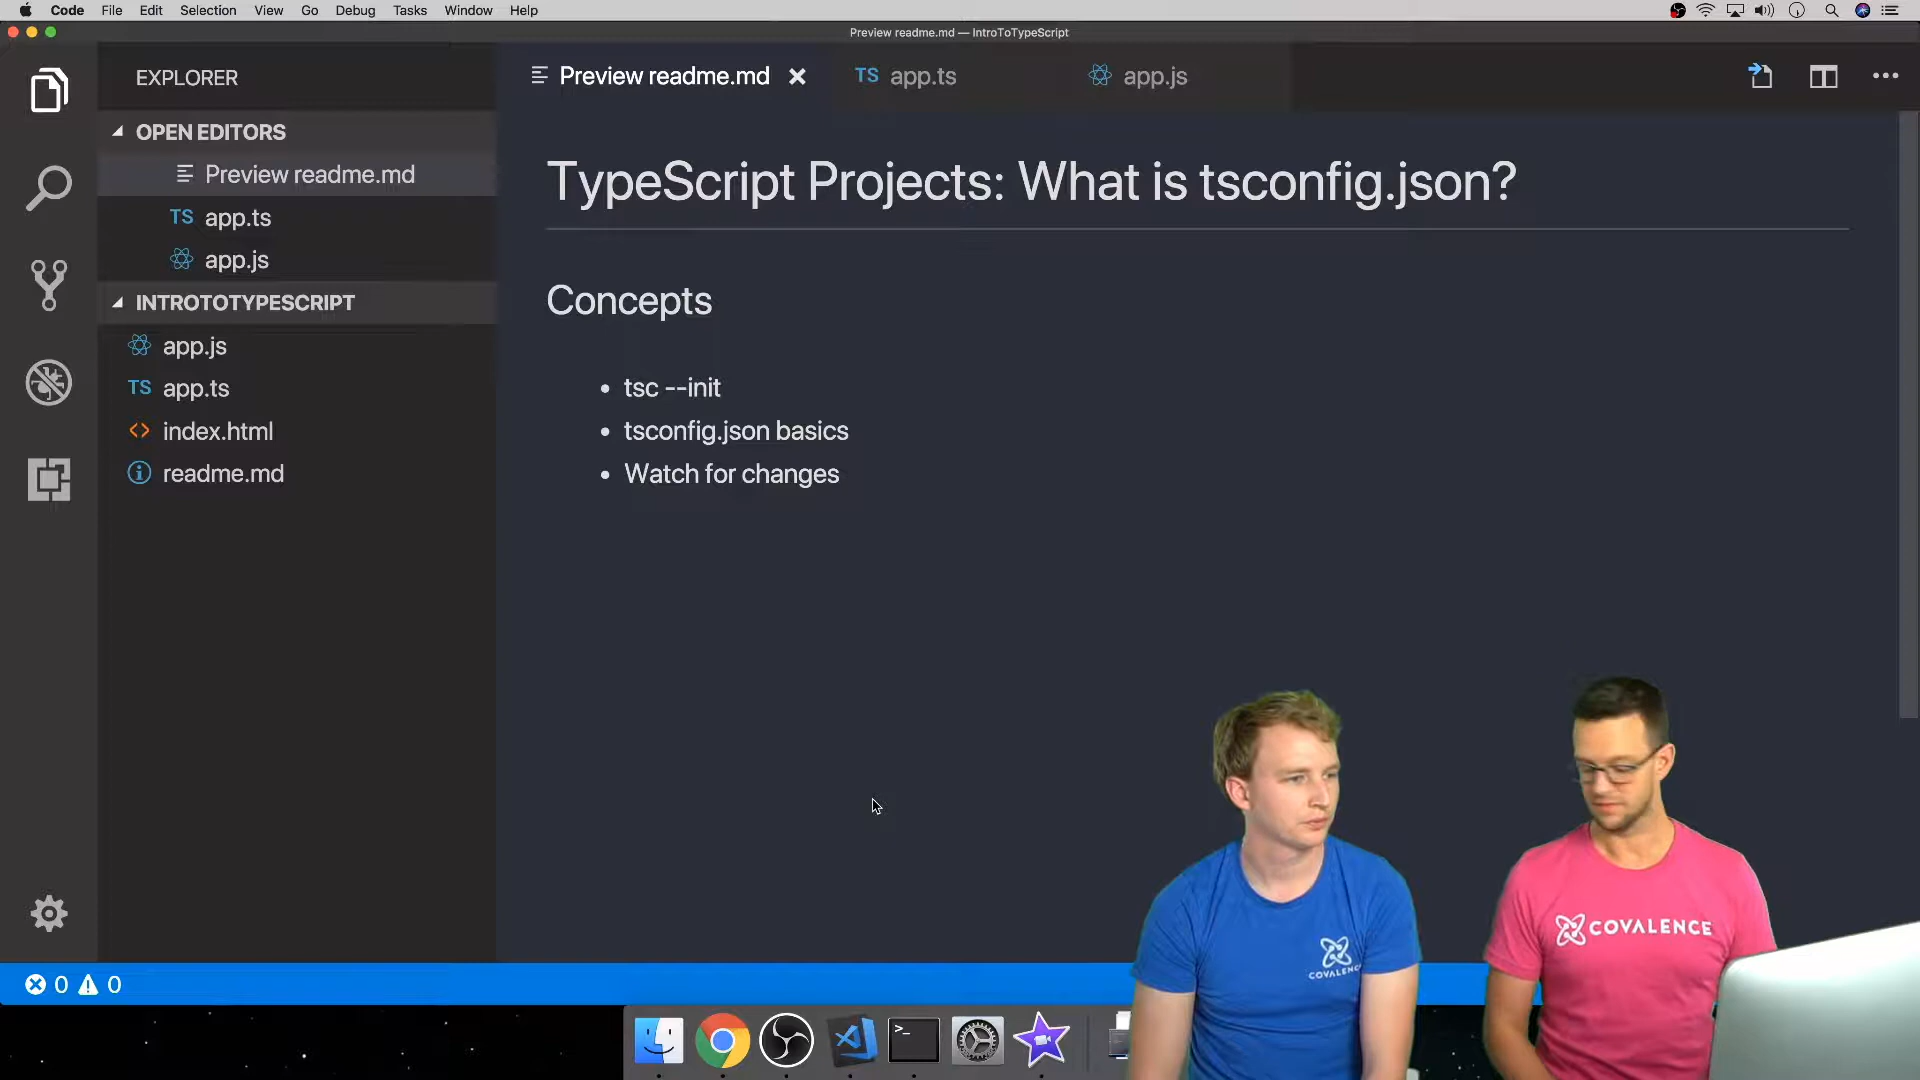 Code File Edit Selection View Go Debug Tasks Window Help
Preview readme.md — IntroToTypeScript
EXPLORER
OPEN EDITORS
Preview readme.md
TS app.ts
app.js
INTROTOTYPESCRIPT
app.js
TS app.ts
index.html
readme.md
Preview readme.md
TS app.ts
app.js
TypeScript Projects: What is tsconfig.json?
Concepts
• tsc --init
• tsconfig.json basics
• Watch for changes
COVALENCE
COVALENC
0 0